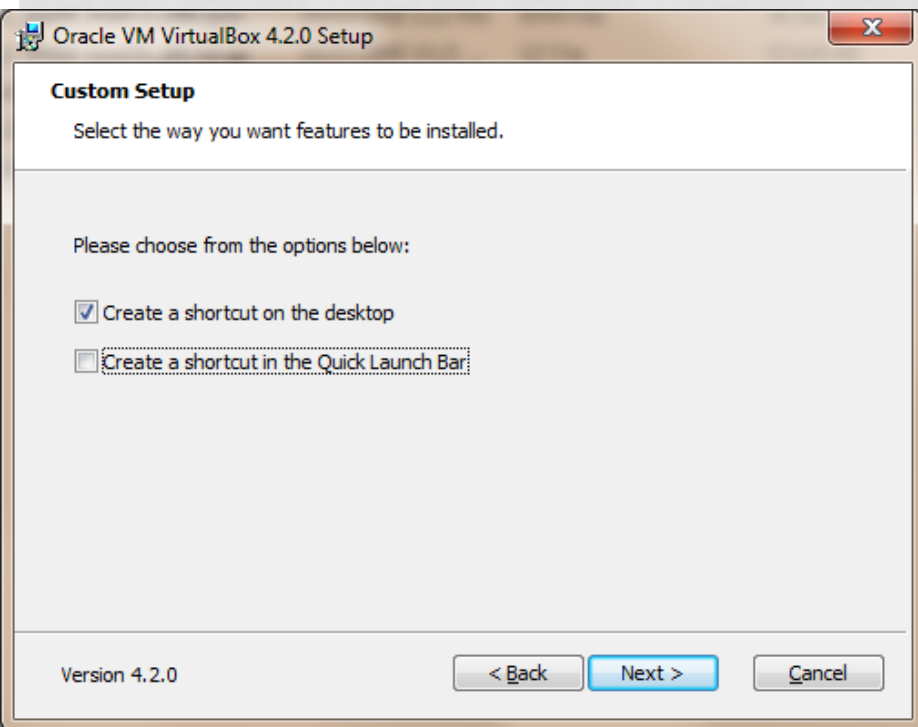 Oracle VM VirtualBox 4.2.0 Setup
Custom Setup
Select the way you want features to be installed.
Please choose from the options below:
Create a shortcut on the desktop
Create a shortcut in the Quick Launch Bar
Version 4.2.0
< Back
Next >
Cancel